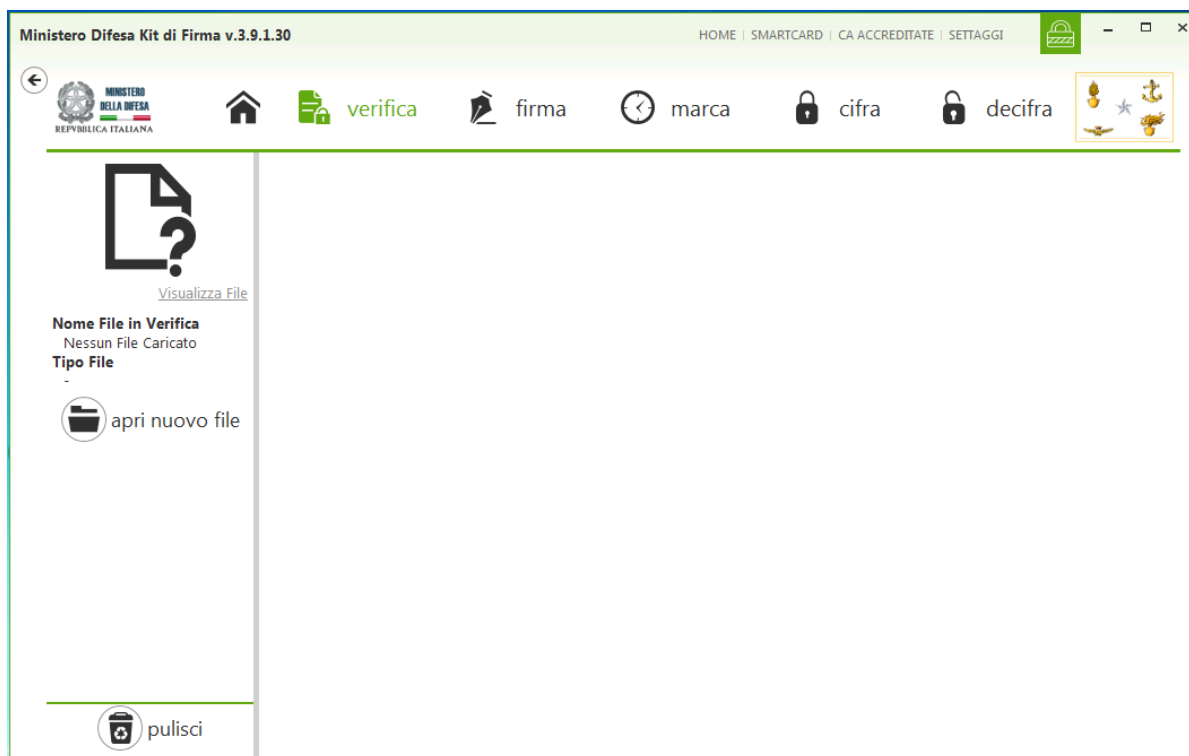 Ministero Difesa Kit di Firma v.3.9.1.30
HOME | SMARTCARD | CA ACCREDITATE | SETTAGGI
MINISTERO
DELLA DIFESA
REPVBBLICA ITALIANA
verifica
firma
marca
cifra
decifra
Visualizza File
Nome File in Verifica
Nessun File Caricato
Tipo File
-
apri nuovo file
pulisci